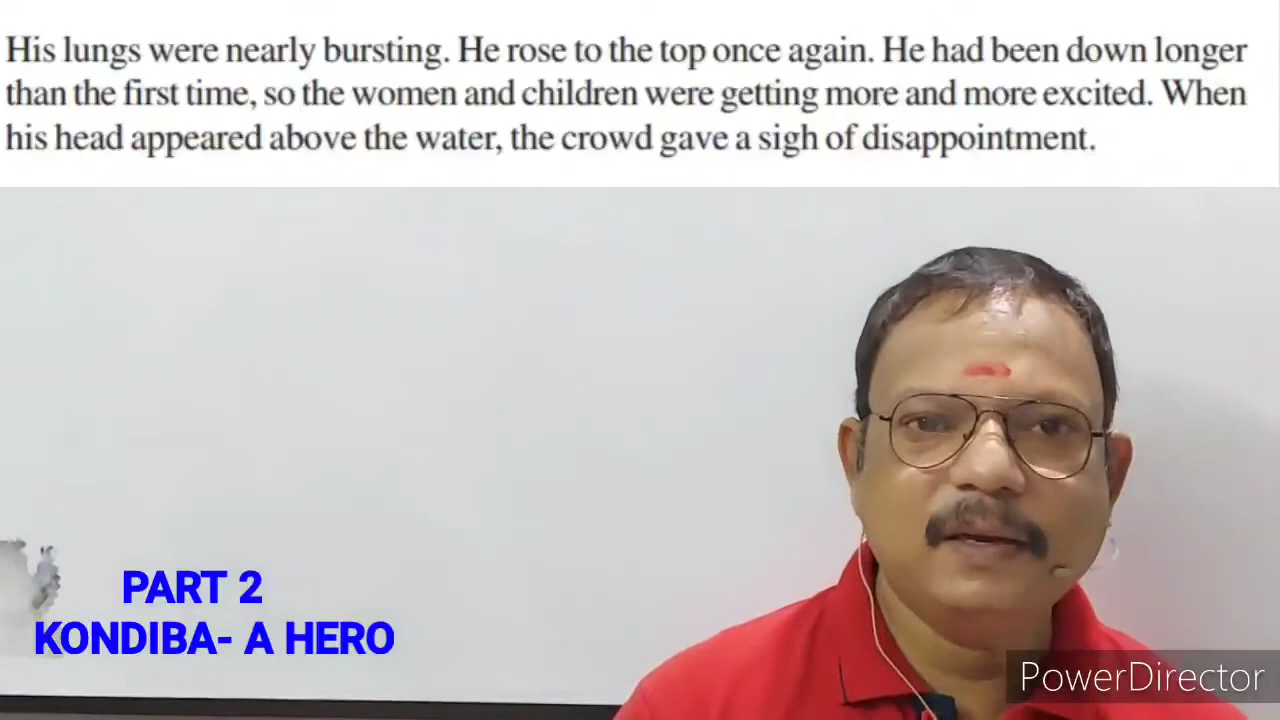 His lungs were nearly bursting. He rose to the top once again. He had been down longer
than the first time, so the women and children were getting more and more excited. When
his head appeared above the water, the crowd gave a sigh of disappointment.
PART 2
KONDIBA- A HERO
PowerDirector